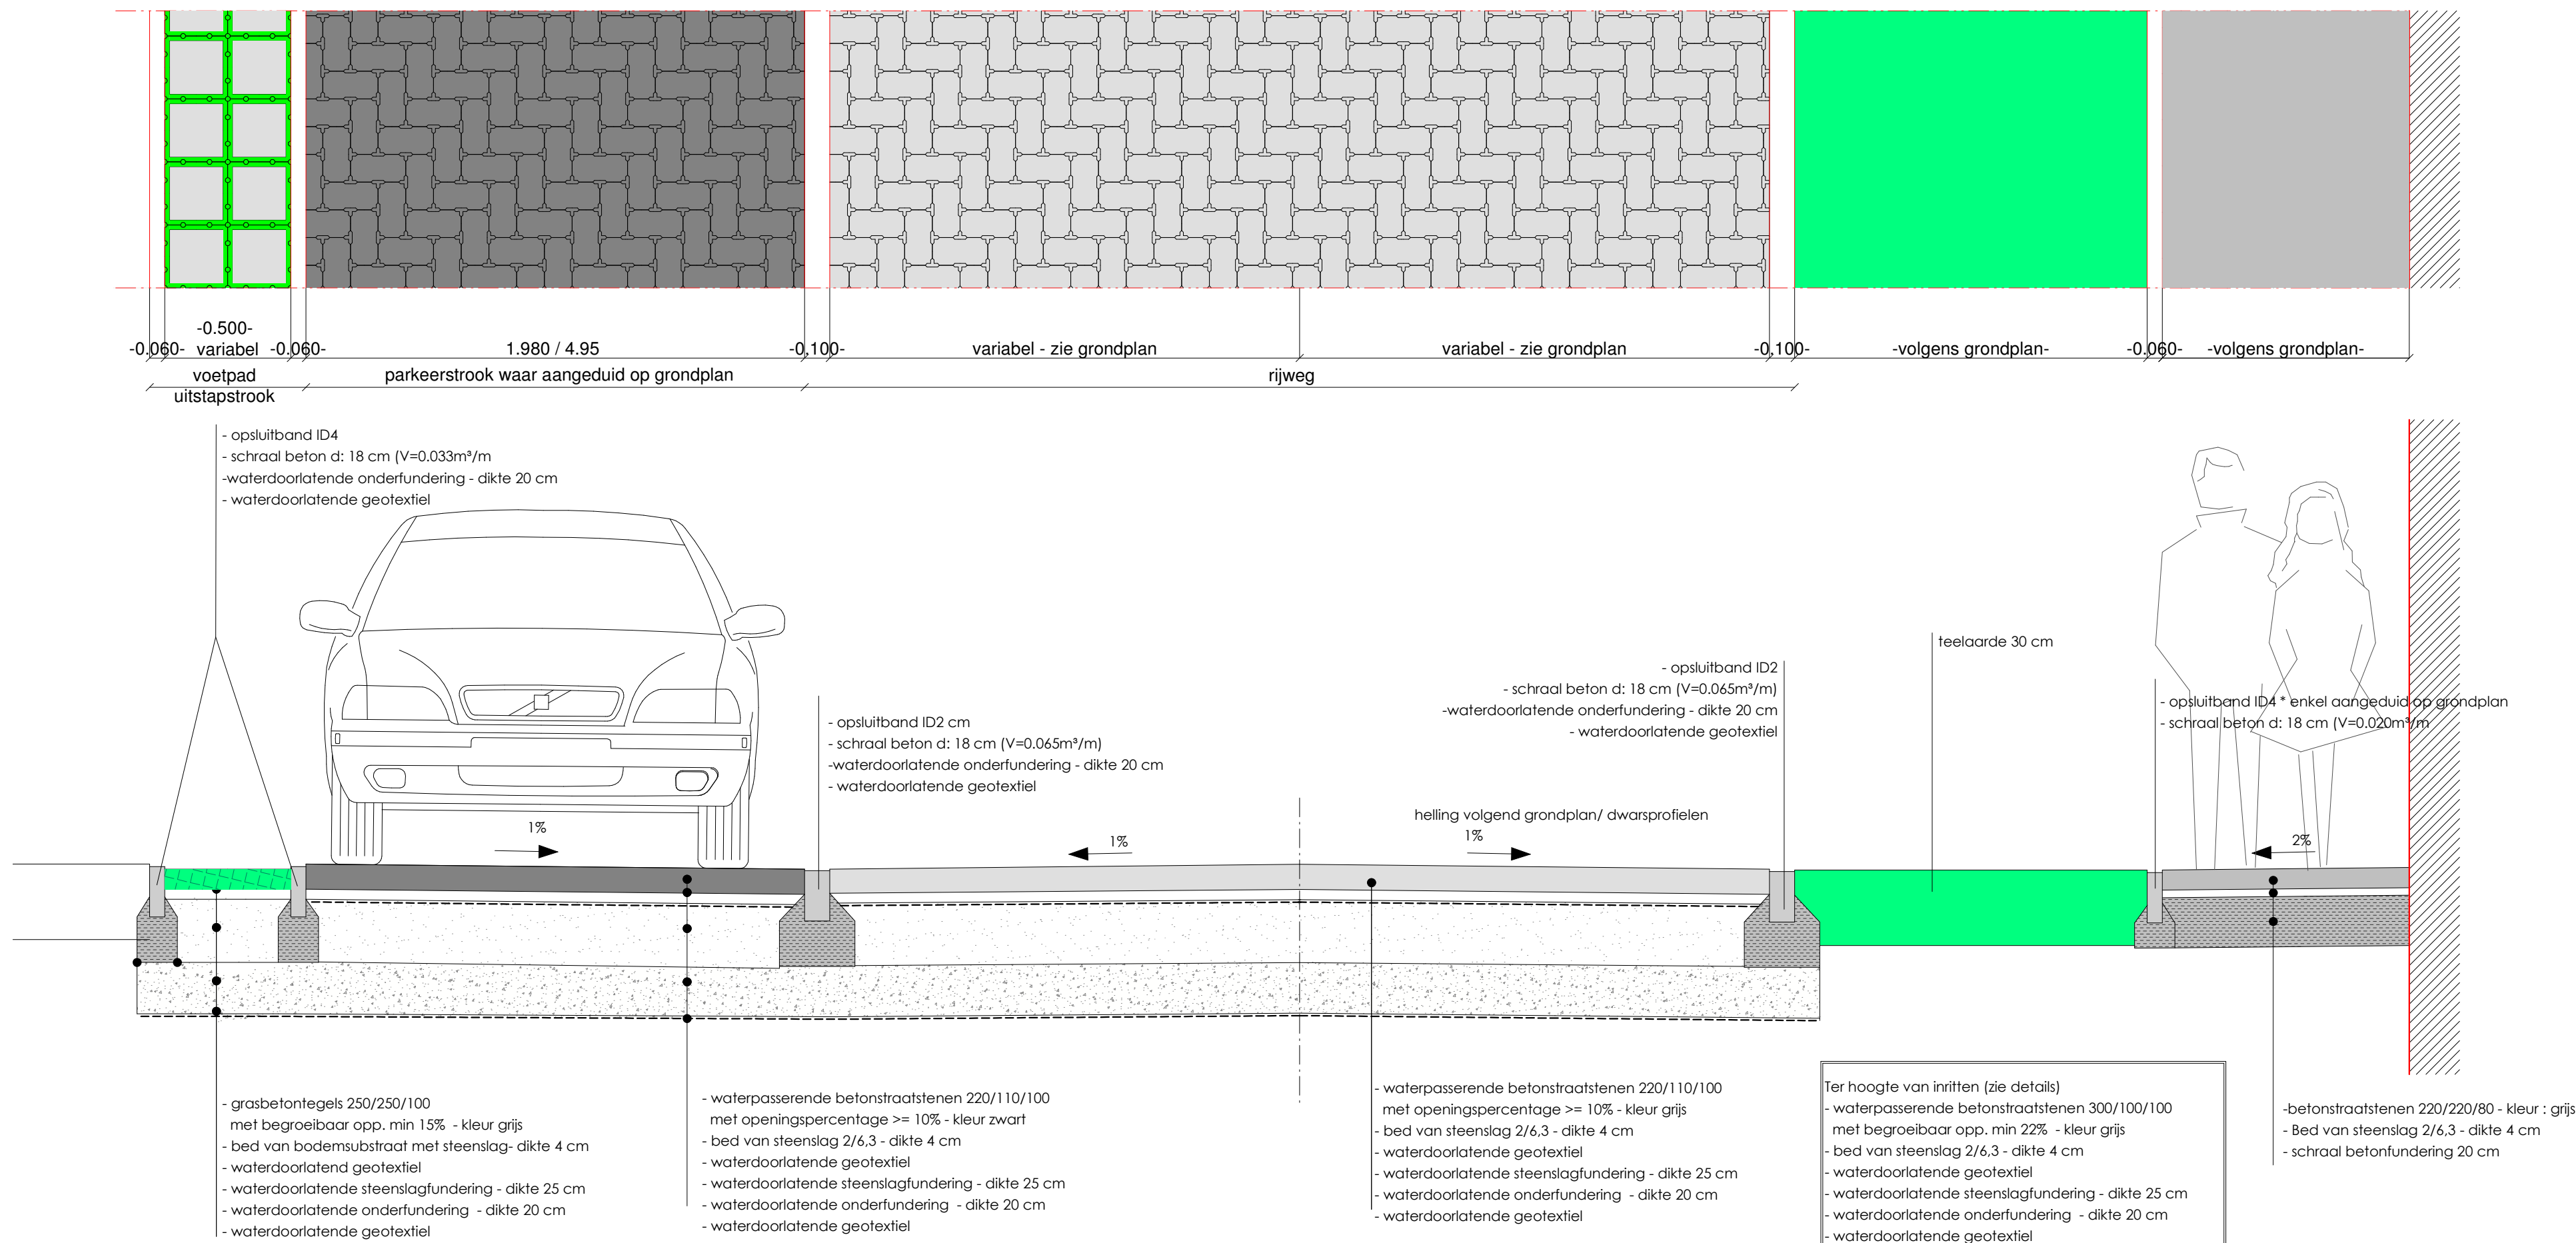 -0.500-
-0.060- variabel -0.060- 1.980 / 4.95 -0.100- variabel - zie grondplan variabel - zie grondplan -0.100- -volgens grondplan- -0.060- -volgens grondplan-
voetpad parkeerstrook waar aangeduid op grondplan rijweg
uitstapstrook
- opsluitband ID4
- schraal beton d: 18 cm (V=0.033m³/m
-waterdoorlatende onderfundering - dikte 20 cm
- waterdoorlatende geotextiel
- opsluitband ID2 cm
- schraal beton d: 18 cm (V=0.065m³/m)
-waterdoorlatende onderfundering - dikte 20 cm
- waterdoorlatende geotextiel
- opsluitband ID2
- schraal beton d: 18 cm (V=0.065m³/m)
-waterdoorlatende onderfundering - dikte 20 cm
- waterdoorlatende geotextiel
teelaarde 30 cm
- opsluitband ID4 * enkel aangeduid op grondplan
- schraal beton d: 18 cm (V=0.020m³/m
helling volgend grondplan/ dwarsprofielen
1%
1%
1%
2%
- grasbetontegels 250/250/100
met begroeibaar opp. min 15% - kleur grijs
- bed van bodemsubstraat met steenslag- dikte 4 cm
- waterdoorlatend geotextiel
- waterdoorlatende steenslagfundering - dikte 25 cm
- waterdoorlatende onderfundering - dikte 20 cm
- waterdoorlatende geotextiel
- waterpasserende betonstraatstenen 220/110/100
met openingspercentage >= 10% - kleur zwart
- bed van steenslag 2/6,3 - dikte 4 cm
- waterdoorlatende geotextiel
- waterdoorlatende steenslagfundering - dikte 25 cm
- waterdoorlatende onderfundering - dikte 20 cm
- waterdoorlatende geotextiel
- waterpasserende betonstraatstenen 220/110/100
met openingspercentage >= 10% - kleur grijs
- bed van steenslag 2/6,3 - dikte 4 cm
- waterdoorlatende geotextiel
- waterdoorlatende steenslagfundering - dikte 25 cm
- waterdoorlatende onderfundering - dikte 20 cm
- waterdoorlatende geotextiel
Ter hoogte van inritten (zie details)
- waterpasserende betonstraatstenen 300/100/100
met begroeibaar opp. min 22% - kleur grijs
- bed van steenslag 2/6,3 - dikte 4 cm
- waterdoorlatende geotextiel
- waterdoorlatende steenslagfundering - dikte 25 cm
- waterdoorlatende onderfundering - dikte 20 cm
- waterdoorlatende geotextiel
-betonstraatstenen 220/220/80 - kleur : grijs
- Bed van steenslag 2/6,3 - dikte 4 cm
- schraal betonfundering 20 cm